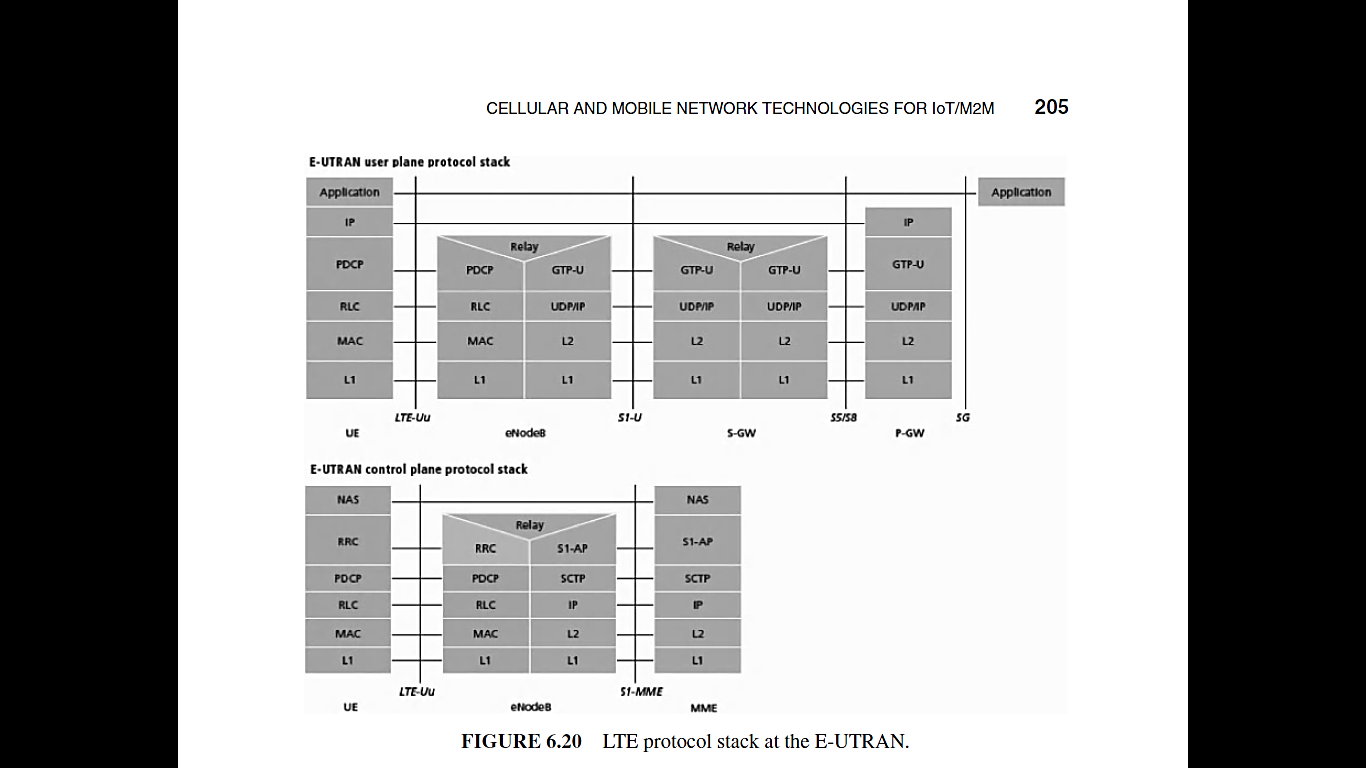 CELLULAR AND MOBILE NETWORK TECHNOLOGIES FOR IoT/M2M 205
E-UTRAN user plane protocol stack
Application Application
IP IP
Relay Relay
PDCP PDCP GTP-U GTP-U GTP-U GTP-U
RLC RLC UDP/IP UDP/IP UDP/IP UDP/IP
MAC MAC L2 L2 L2 L2
L1 L1 L1 L1 L1 L1
LTE-Uu S1-U S5/S8 SG
UE eNodeB S-GW P-GW
E-UTRAN control plane protocol stack
NAS NAS
Relay
RRC RRC S1-AP S1-AP
PDCP PDCP SCTP SCTP
RLC RLC IP IP
MAC MAC L2 L2
L1 L1 L1 L1
LTE-Uu S1-MME
UE eNodeB MME
FIGURE 6.20 LTE protocol stack at the E-UTRAN.